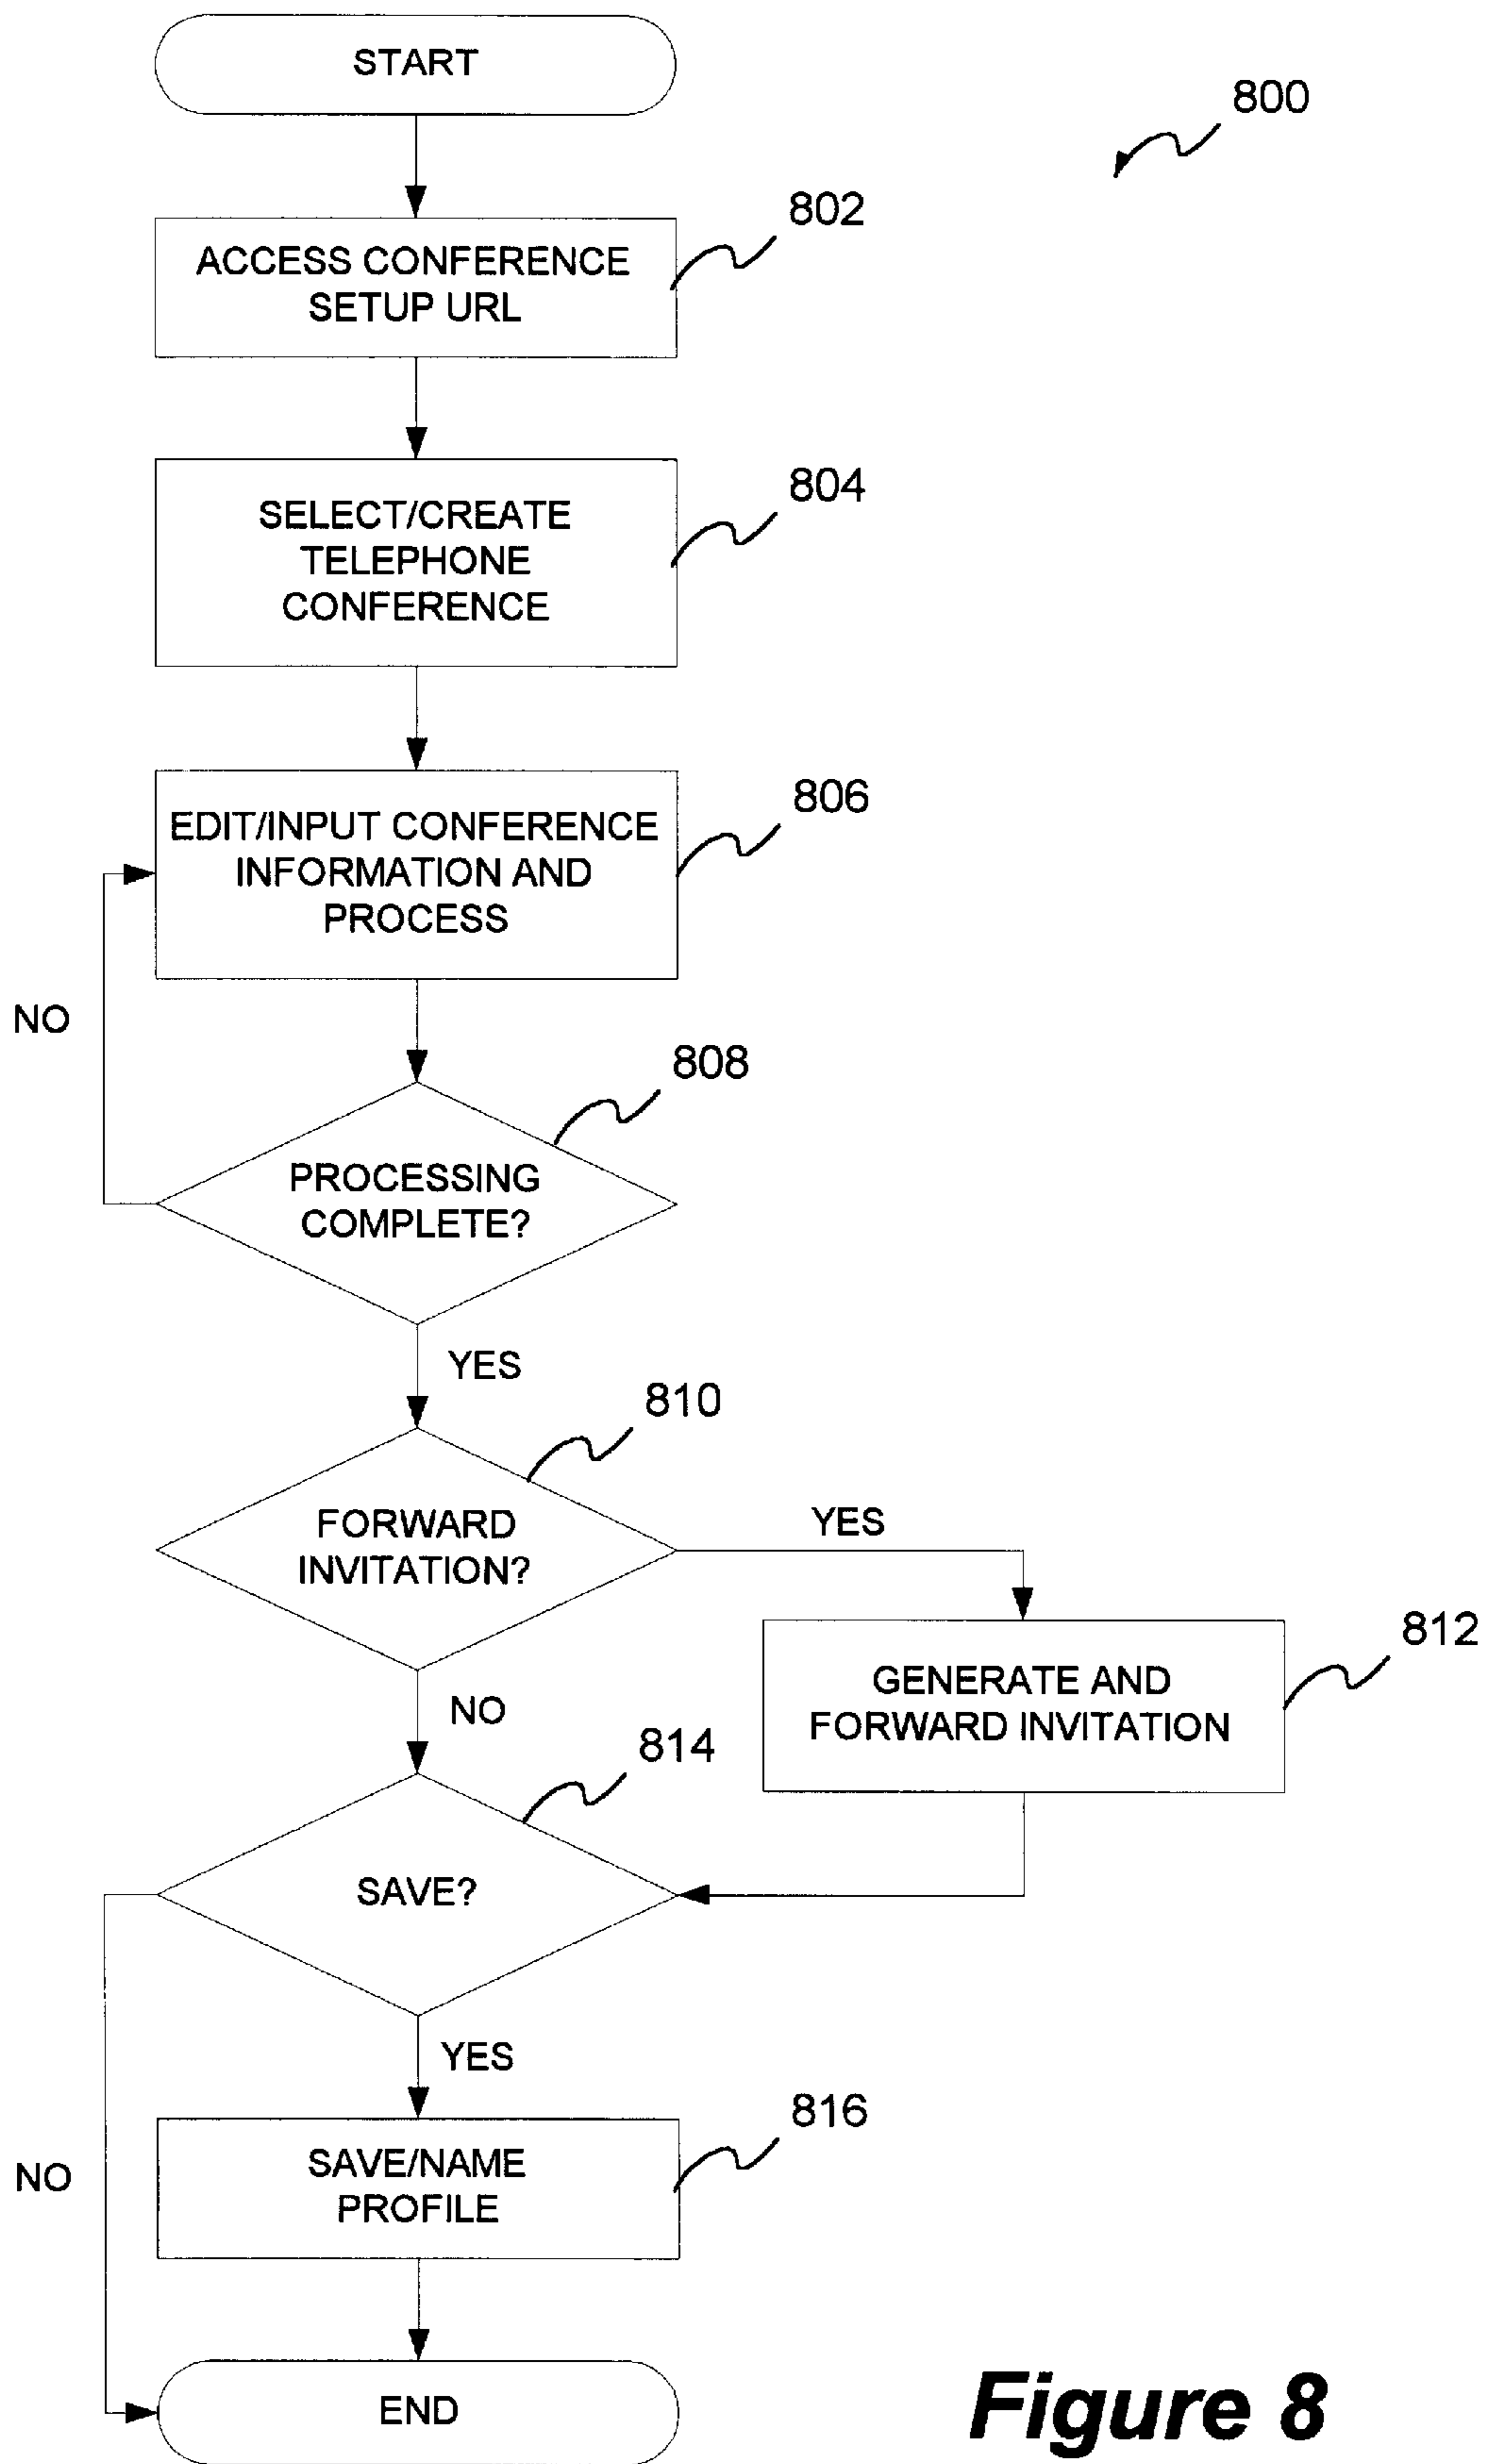 START
800
802
ACCESS CONFERENCE
SETUP URL
804
SELECT/CREATE
TELEPHONE
CONFERENCE
806
EDIT/INPUT CONFERENCE
INFORMATION AND
PROCESS
NO
808
PROCESSING
COMPLETE?
YES
810
FORWARD
INVITATION?
YES
812
GENERATE AND
FORWARD INVITATION
NO
814
SAVE?
YES
816
SAVE/NAME
PROFILE
NO
END
Figure 8